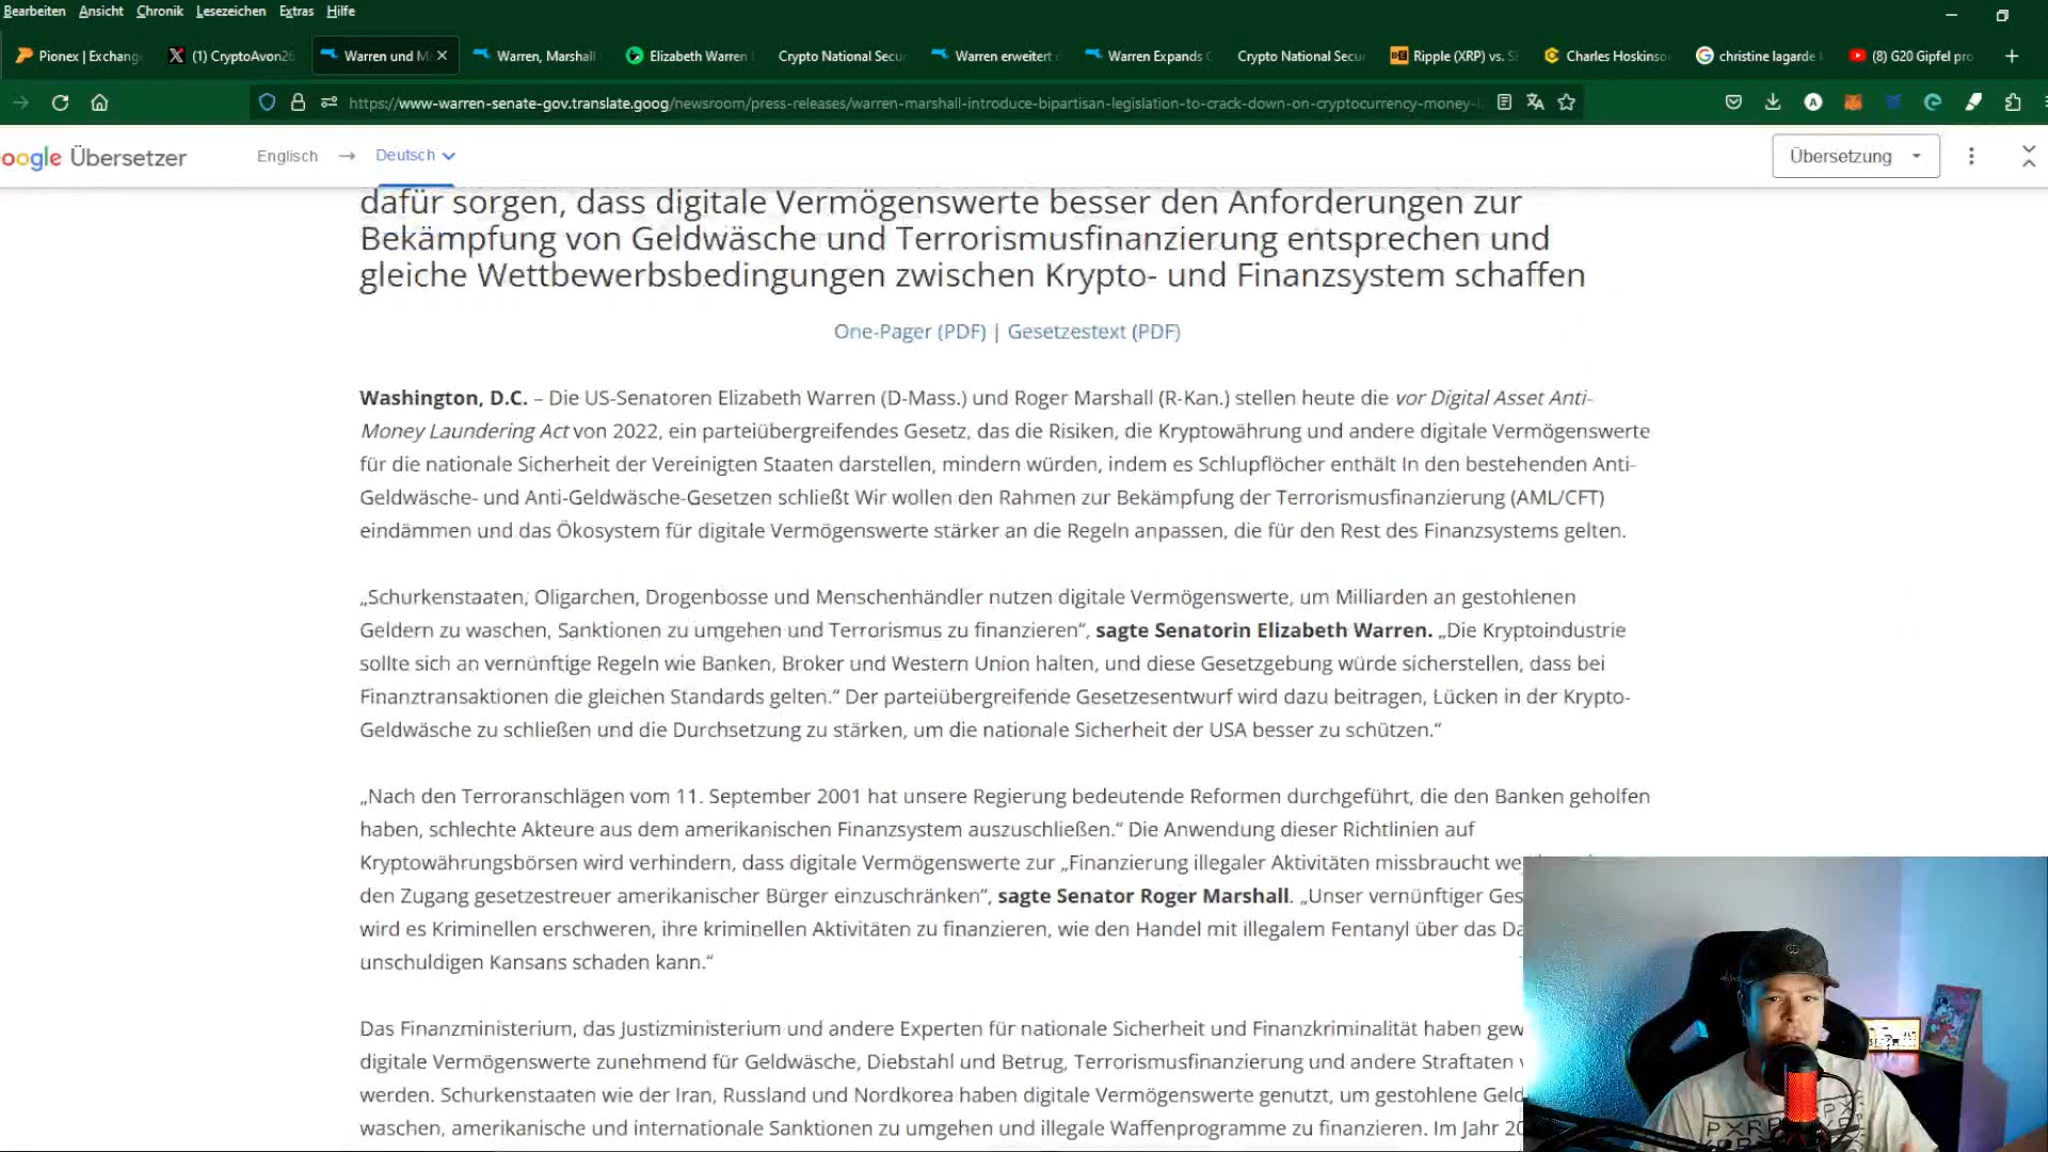 Bearbeiten Ansicht Chronik Lesezeichen Extras Hilfe
Pionex | Exchang (1) CryptoAvon26 Warren und M Warren, Marshall Elizabeth Warren Crypto National Secu Warren erweitert Warren Expands Crypto National Secu Ripple (XRP) vs. S Charles Hoskinso christine lagarde (8) G20 Gipfel pro
https://www-warren-senate-gov.translate.goog/newsroom/press-releases/warren-marshall-introduce-bipartisan-legislation-to-crack-down-on-cryptocurrency-money-l
oogle Übersetzer Englisch → Deutsch Übersetzung
dafür sorgen, dass digitale Vermögenswerte besser den Anforderungen zur
Bekämpfung von Geldwäsche und Terrorismusfinanzierung entsprechen und
gleiche Wettbewerbsbedingungen zwischen Krypto- und Finanzsystem schaffen
One-Pager (PDF) | Gesetzestext (PDF)
Washington, D.C. – Die US-Senatoren Elizabeth Warren (D-Mass.) und Roger Marshall (R-Kan.) stellen heute die vor Digital Asset Anti-
Money Laundering Act von 2022, ein parteiübergreifendes Gesetz, das die Risiken, die Kryptowährung und andere digitale Vermögenswerte
für die nationale Sicherheit der Vereinigten Staaten darstellen, mindern würden, indem es Schlupflöcher enthält In den bestehenden Anti-
Geldwäsche- und Anti-Geldwäsche-Gesetzen schließt Wir wollen den Rahmen zur Bekämpfung der Terrorismusfinanzierung (AML/CFT)
eindämmen und das Ökosystem für digitale Vermögenswerte stärker an die Regeln anpassen, die für den Rest des Finanzsystems gelten.
„Schurkenstaaten, Oligarchen, Drogenbosse und Menschenhändler nutzen digitale Vermögenswerte, um Milliarden an gestohlenen
Geldern zu waschen, Sanktionen zu umgehen und Terrorismus zu finanzieren“, sagte Senatorin Elizabeth Warren. „Die Kryptoindustrie
sollte sich an vernünftige Regeln wie Banken, Broker und Western Union halten, und diese Gesetzgebung würde sicherstellen, dass bei
Finanztransaktionen die gleichen Standards gelten.“ Der parteiübergreifende Gesetzesentwurf wird dazu beitragen, Lücken in der Krypto-
Geldwäsche zu schließen und die Durchsetzung zu stärken, um die nationale Sicherheit der USA besser zu schützen.“
„Nach den Terroranschlägen vom 11. September 2001 hat unsere Regierung bedeutende Reformen durchgeführt, die den Banken geholfen
haben, schlechte Akteure aus dem amerikanischen Finanzsystem auszuschließen.“ Die Anwendung dieser Richtlinien auf
Kryptowährungsbörsen wird verhindern, dass digitale Vermögenswerte zur „Finanzierung illegaler Aktivitäten missbraucht we
den Zugang gesetzestreuer amerikanischer Bürger einzuschränken“, sagte Senator Roger Marshall. „Unser vernünftiger Ges
wird es Kriminellen erschweren, ihre kriminellen Aktivitäten zu finanzieren, wie den Handel mit illegalem Fentanyl über das Da
unschuldigen Kansans schaden kann.“
Das Finanzministerium, das Justizministerium und andere Experten für nationale Sicherheit und Finanzkriminalität haben gew
digitale Vermögenswerte zunehmend für Geldwäsche, Diebstahl und Betrug, Terrorismusfinanzierung und andere Straftaten
werden. Schurkenstaaten wie der Iran, Russland und Nordkorea haben digitale Vermögenswerte genutzt, um gestohlene Geld
waschen, amerikanische und internationale Sanktionen zu umgehen und illegale Waffenprogramme zu finanzieren. Im Jahr 20